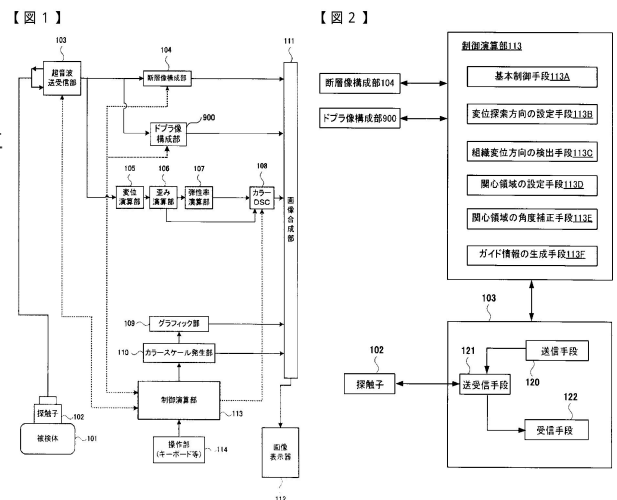 【図1】
103
超音波
送受信部
104
断層像構成部
111
900
ドプラ像
構成部
105
変位
演算部
106
歪み
演算部
107
弾性率
演算部
108
カラー
DSC
画像合成部
109
グラフィック部
110
カラースケール発生部
制御演算部
113
探触子
102
被検体
101
操作部
(キーボード等)
114
画像
表示器
112
【図2】
制御演算部113
断層像構成部104
ドプラ像構成部900
基本制御手段113A
変位探索方向の設定手段113B
組織変位方向の検出手段113C
関心領域の設定手段113D
関心領域の角度補正手段113E
ガイド情報の生成手段113F
103
102
探触子
121
送受信手段
送信手段
120
122
受信手段